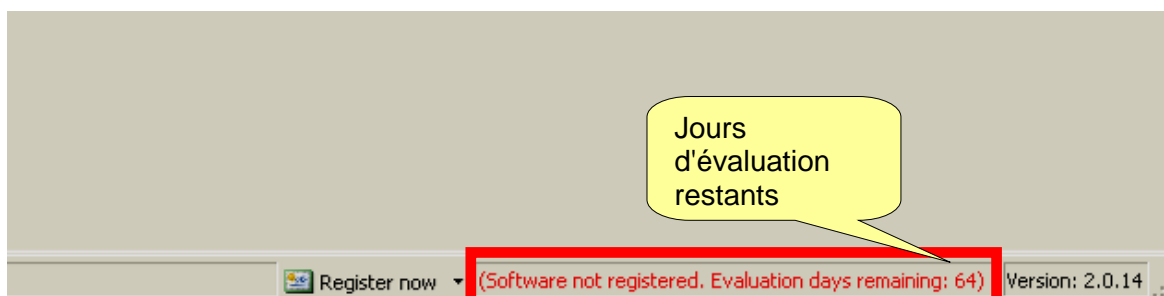 Jours
d'évaluation
restants
Register now (Software not registered. Evaluation days remaining: 64) Version: 2.0.14